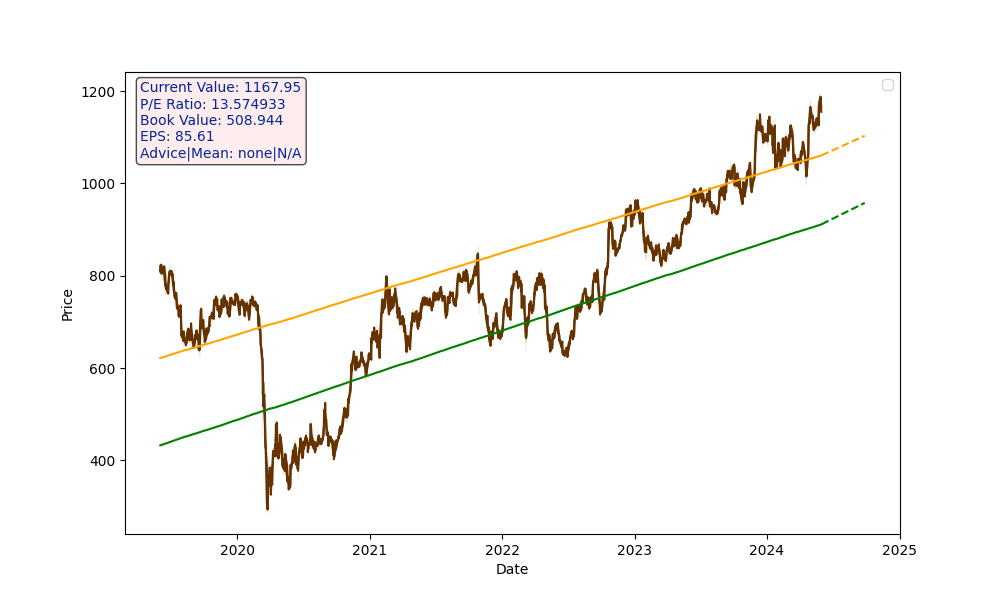 Current Value: 1167.95
P/E Ratio: 13.574933
Book Value: 508.944
EPS: 85.61
Advice|Mean: none|N/A
1200
1000
800
600
400
Price
2020 2021 2022 2023 2024 2025
Date